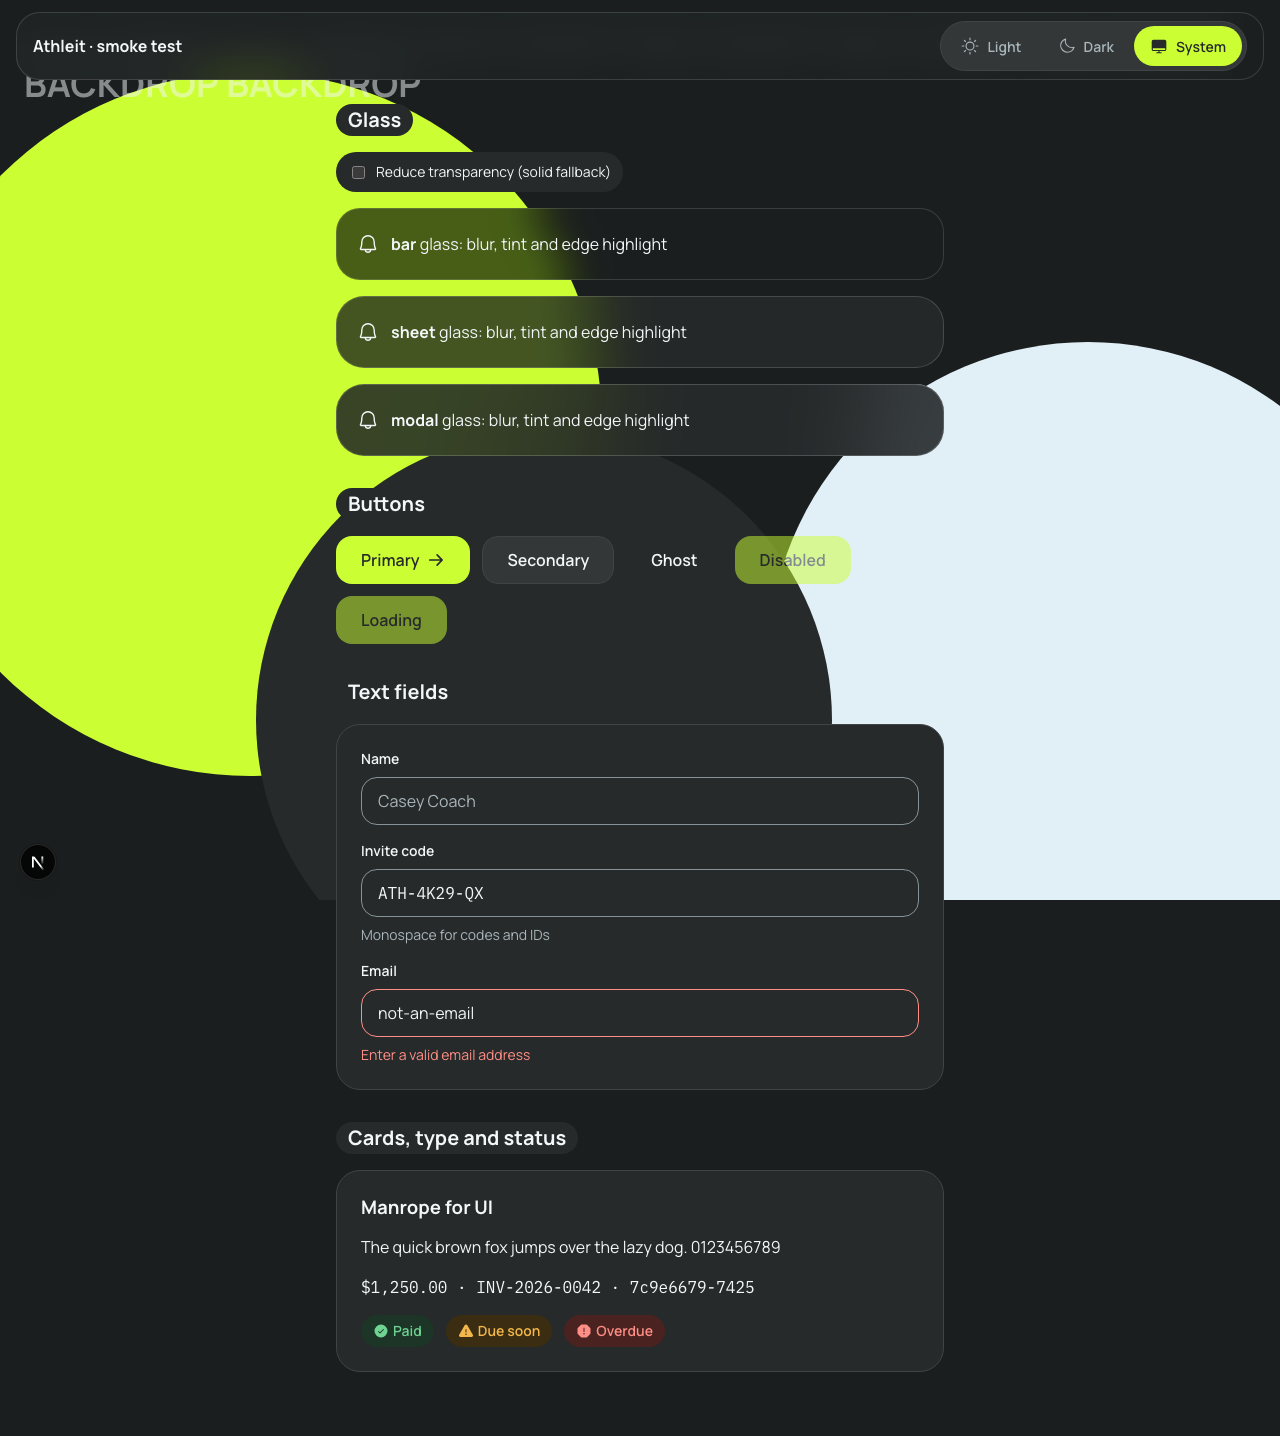 Athleit · smoke test
Light
Dark
System
BACKDROP BACKDROP
Glass
Reduce transparency (solid fallback)
bar glass: blur, tint and edge highlight
sheet glass: blur, tint and edge highlight
modal glass: blur, tint and edge highlight
Buttons
Primary →
Secondary
Ghost
Disabled
Loading
Text fields
Name
Casey Coach
Invite code
ATH-4K29-QX
Monospace for codes and IDs
Email
not-an-email
Enter a valid email address
Cards, type and status
Manrope for UI
The quick brown fox jumps over the lazy dog. 0123456789
$1,250.00 · INV-2026-0042 · 7c9e6679-7425
Paid
Due soon
Overdue
N